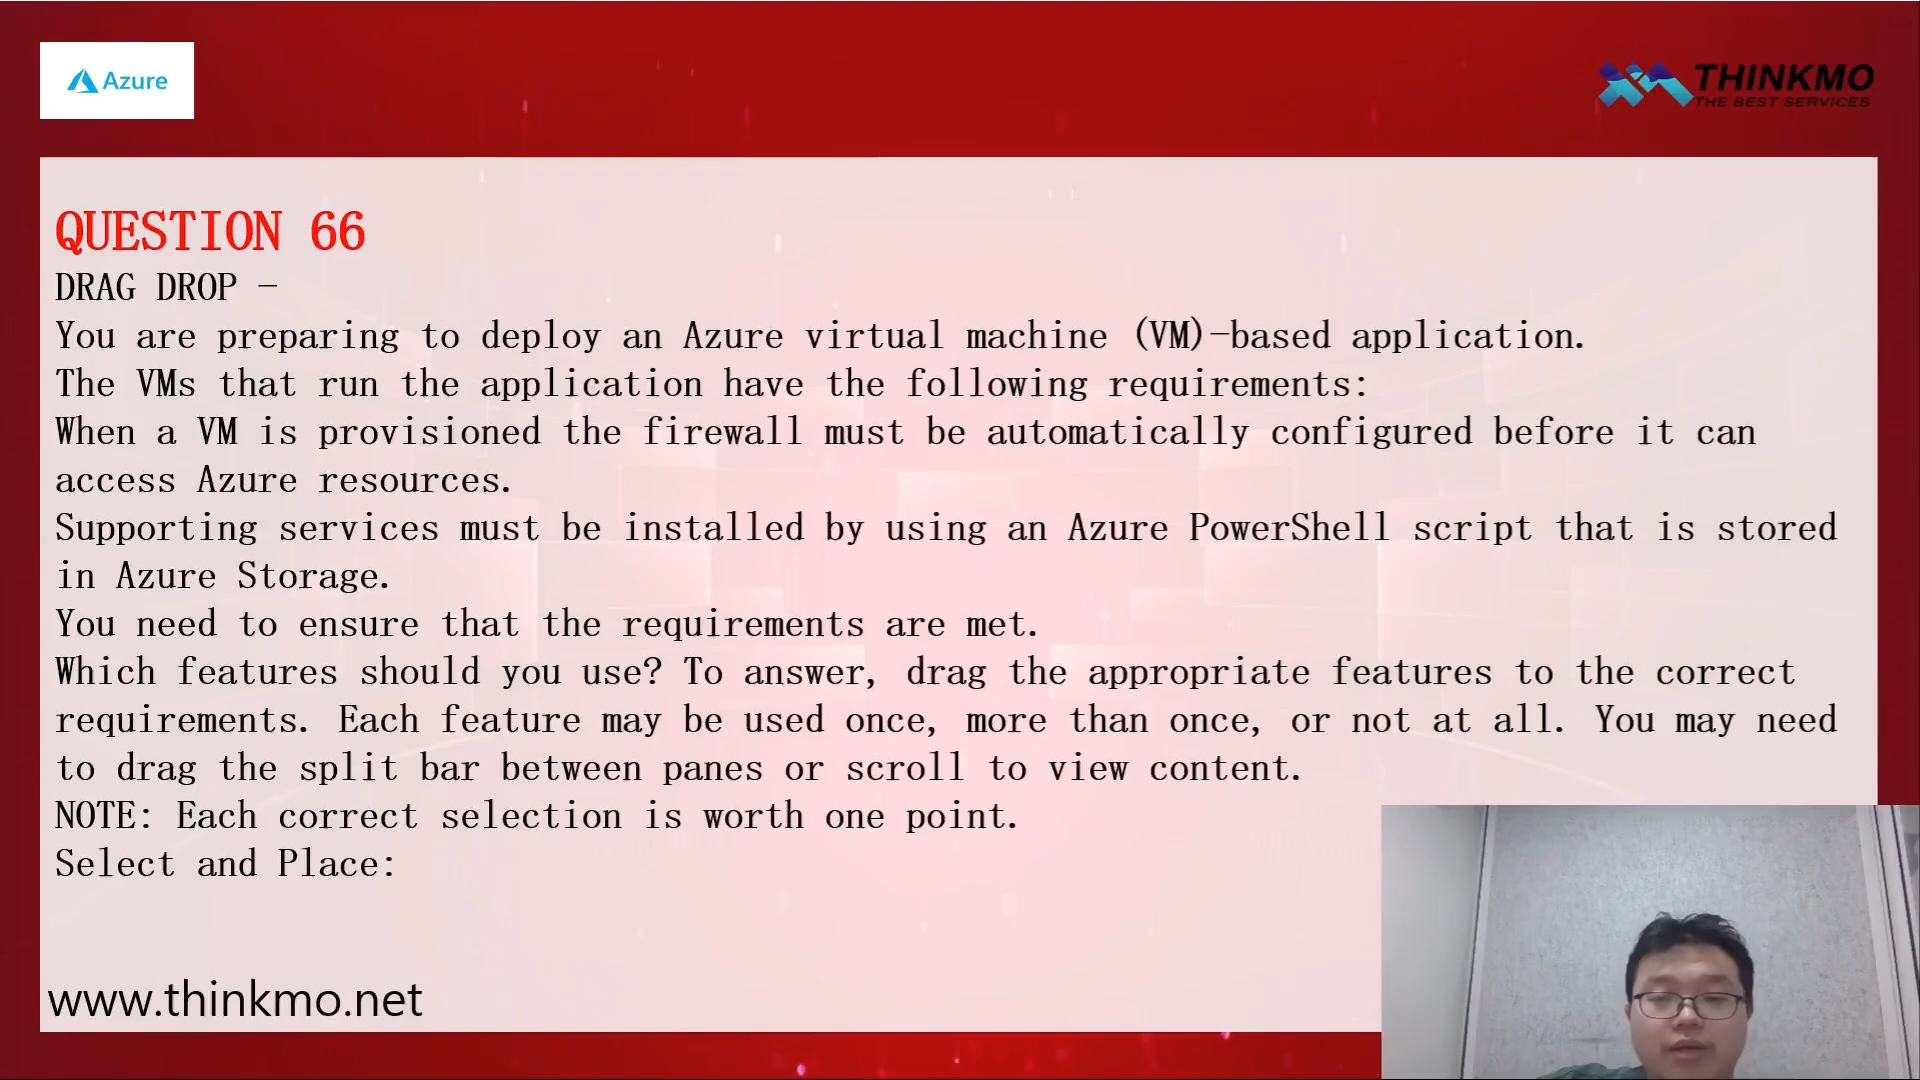 Azure
THINKMO
THE BEST SERVICES
QUESTION 66
DRAG DROP -
You are preparing to deploy an Azure virtual machine (VM)-based application.
The VMs that run the application have the following requirements:
When a VM is provisioned the firewall must be automatically configured before it can
access Azure resources.
Supporting services must be installed by using an Azure PowerShell script that is stored
in Azure Storage.
You need to ensure that the requirements are met.
Which features should you use? To answer, drag the appropriate features to the correct
requirements. Each feature may be used once, more than once, or not at all. You may need
to drag the split bar between panes or scroll to view content.
NOTE: Each correct selection is worth one point.
Select and Place:
www.thinkmo.net